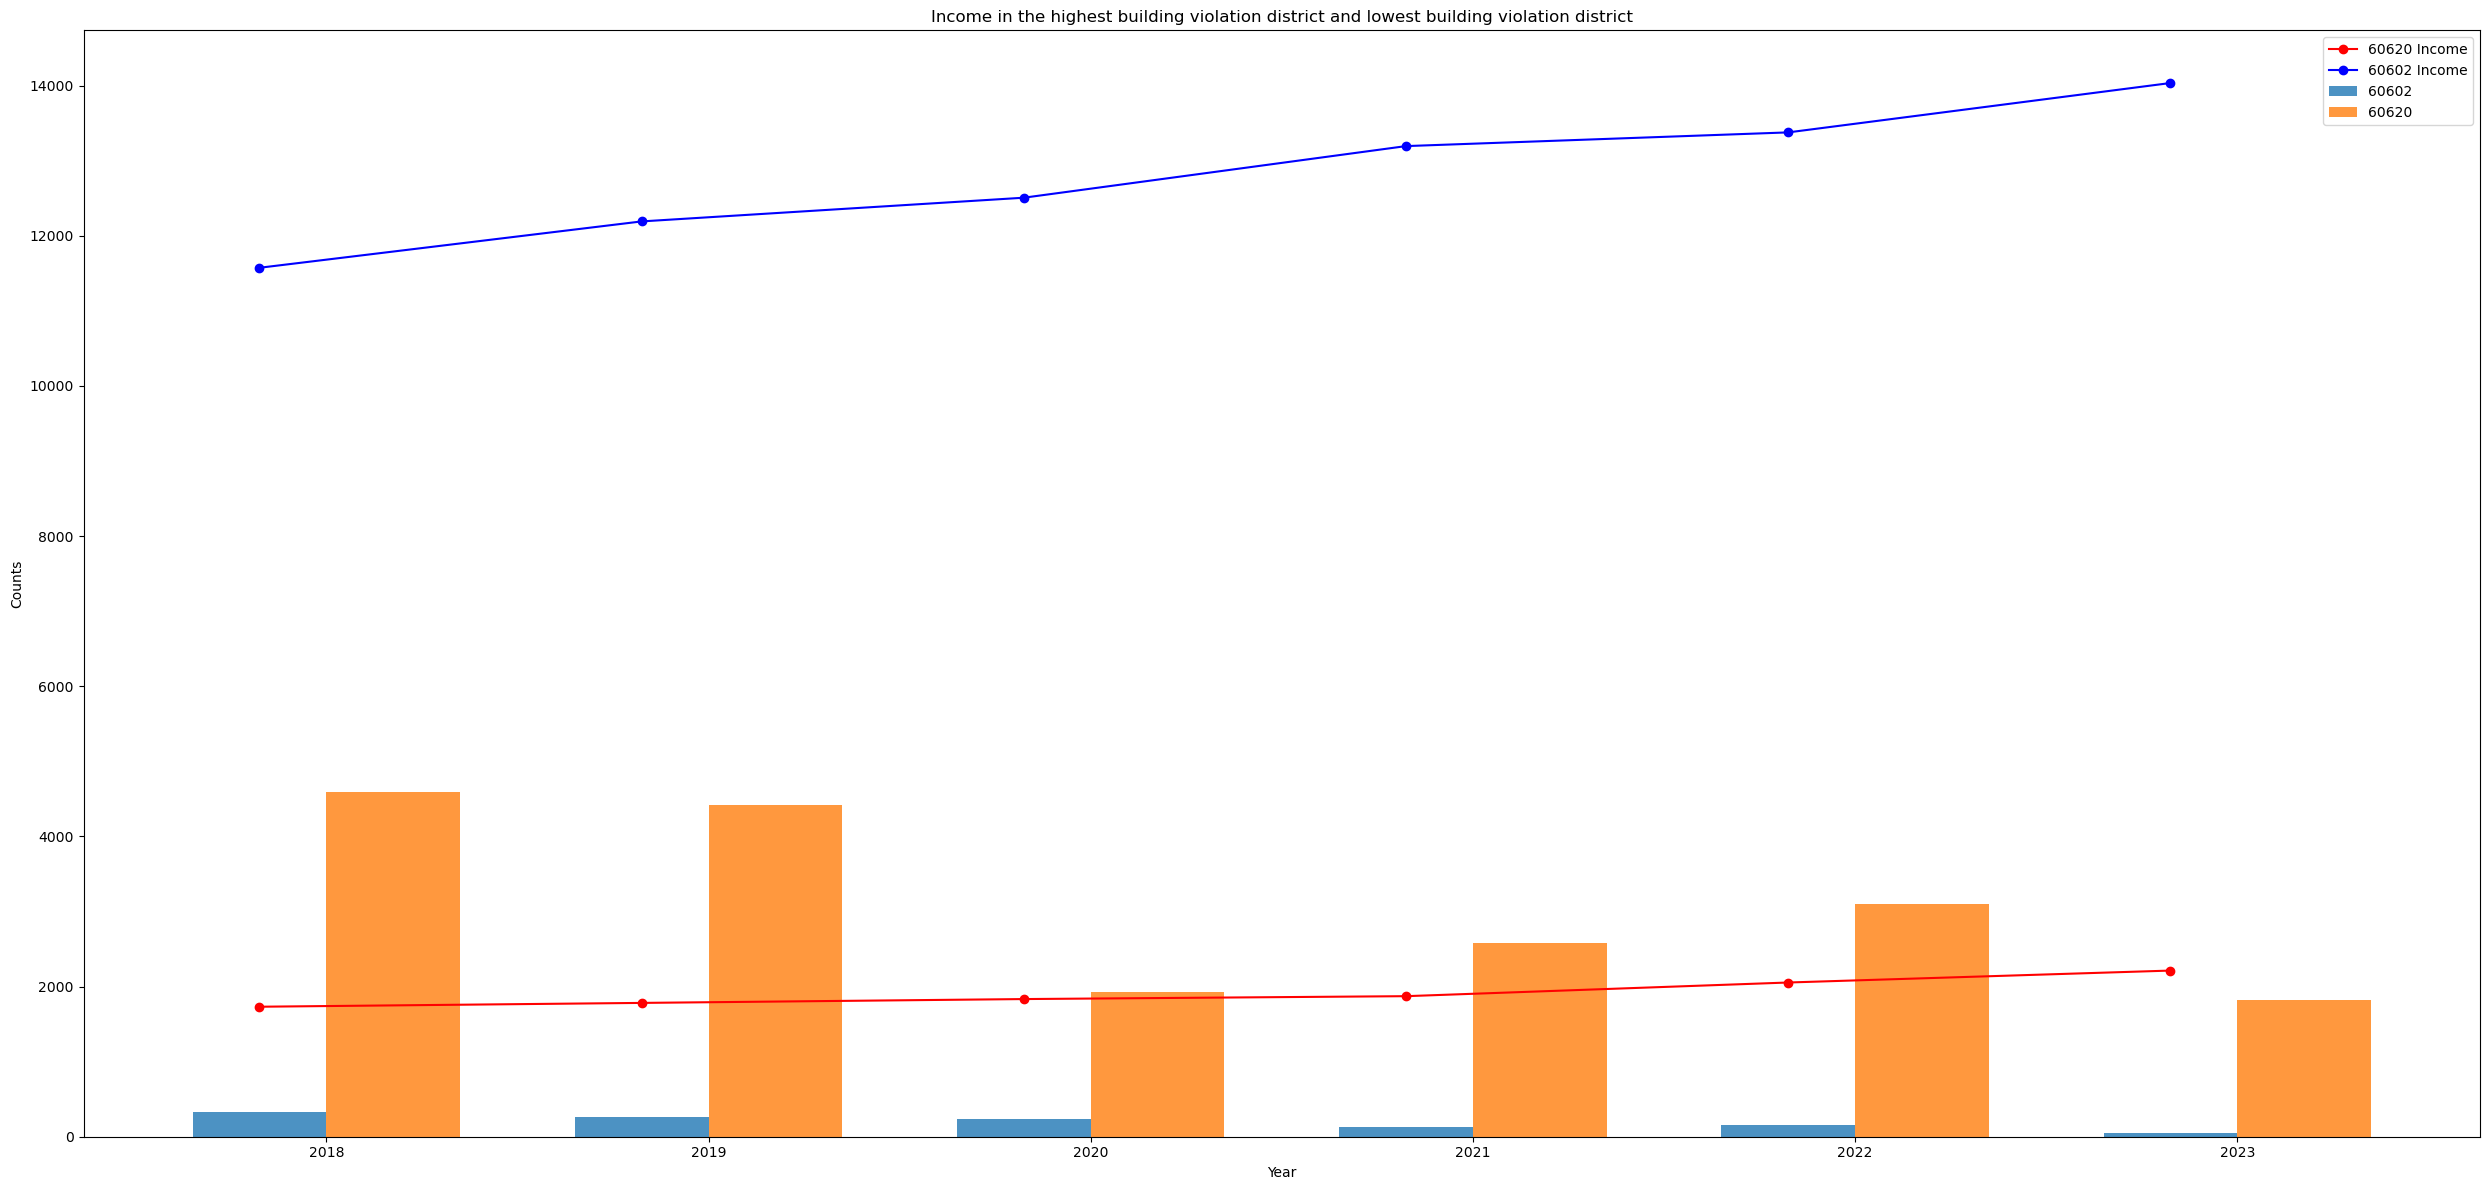 Income in the highest building violation district and lowest building violation district
60620 Income
60602 Income
60602
60620
14000
12000
10000
8000
6000
4000
2000
0
Counts
2018 2019 2020 2021 2022 2023
Year